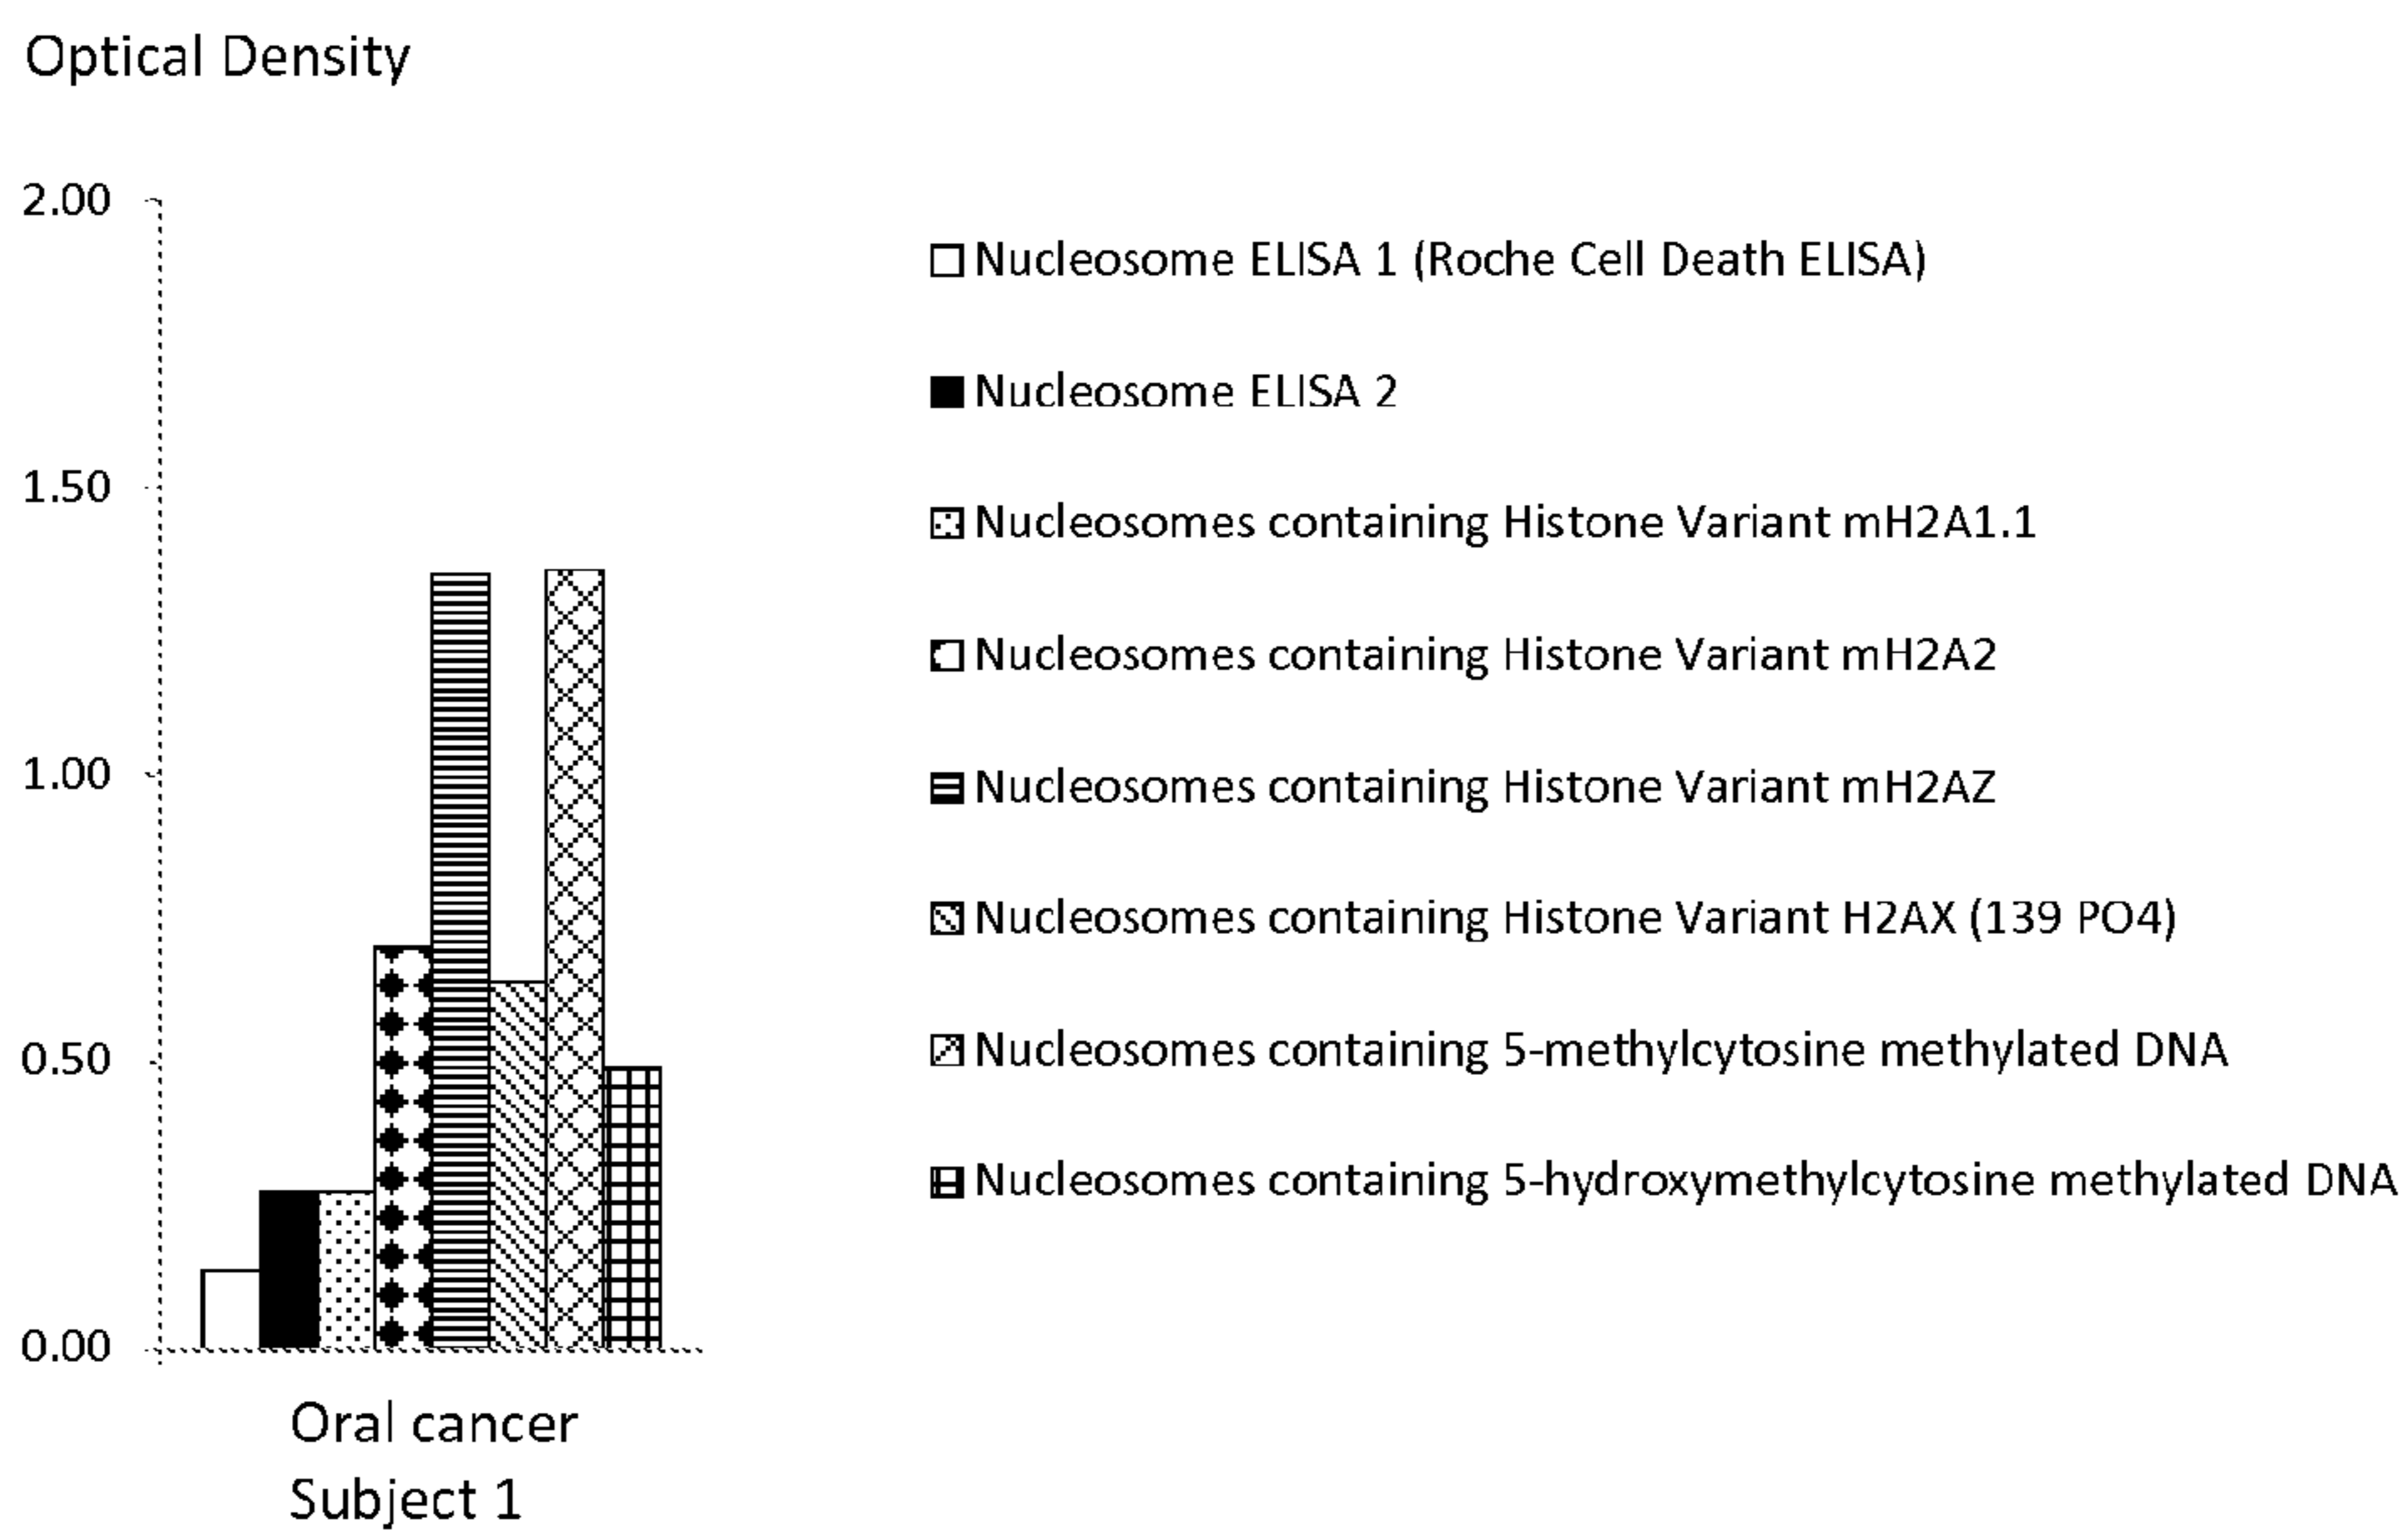 Optical Density
2.00
1.50
1.00
0.50
0.00
Oral cancer
Subject 1
Nucleosome ELISA 1 (Roche Cell Death ELISA)
Nucleosome ELISA 2
Nucleosomes containing Histone Variant mH2A1.1
Nucleosomes containing Histone Variant mH2A2
Nucleosomes containing Histone Variant mH2AZ
Nucleosomes containing Histone Variant H2AX (139 PO4)
Nucleosomes containing 5-methylcytosine methylated DNA
Nucleosomes containing 5-hydroxymethylcytosine methylated DNA